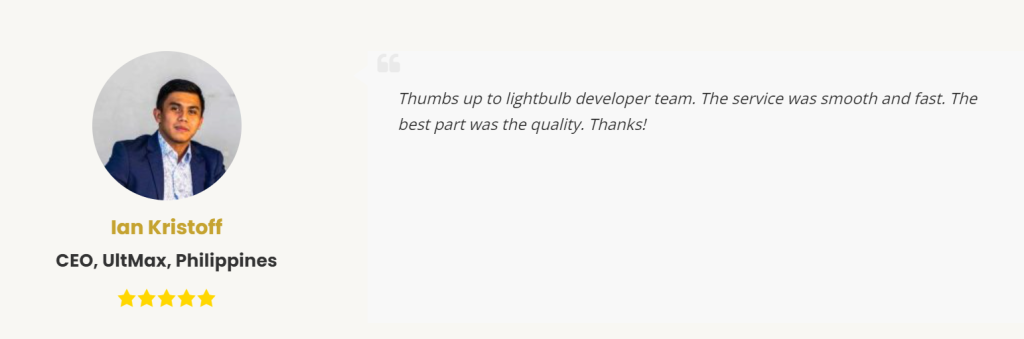 Ian Kristoff
CEO, UltMax, Philippines
Thumbs up to lightbulb developer team. The service was smooth and fast. The
best part was the quality. Thanks!